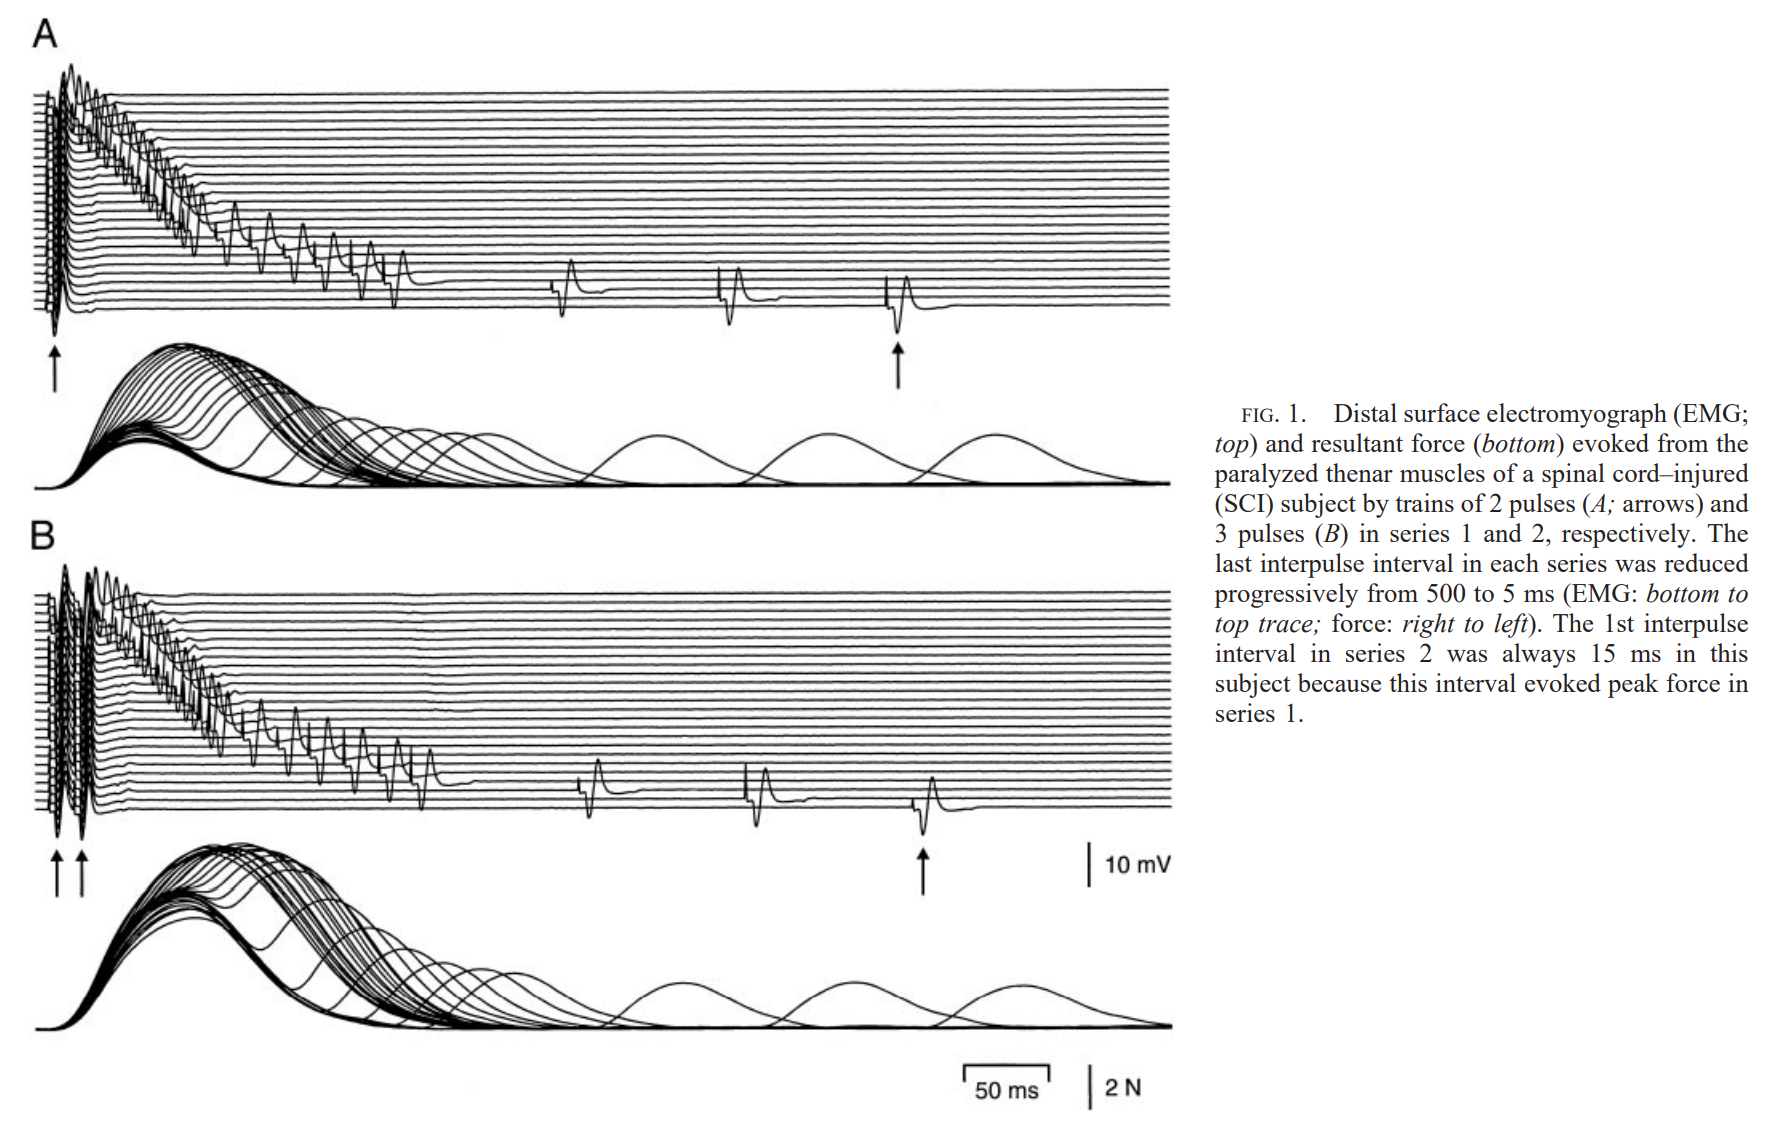 A
B
10 mV
50 ms
2 N
FIG. 1. Distal surface electromyograph (EMG;
top) and resultant force (bottom) evoked from the
paralyzed thenar muscles of a spinal cord–injured
(SCI) subject by trains of 2 pulses (A; arrows) and
3 pulses (B) in series 1 and 2, respectively. The
last interpulse interval in each series was reduced
progressively from 500 to 5 ms (EMG: bottom to
top trace; force: right to left). The 1st interpulse
interval in series 2 was always 15 ms in this
subject because this interval evoked peak force in
series 1.